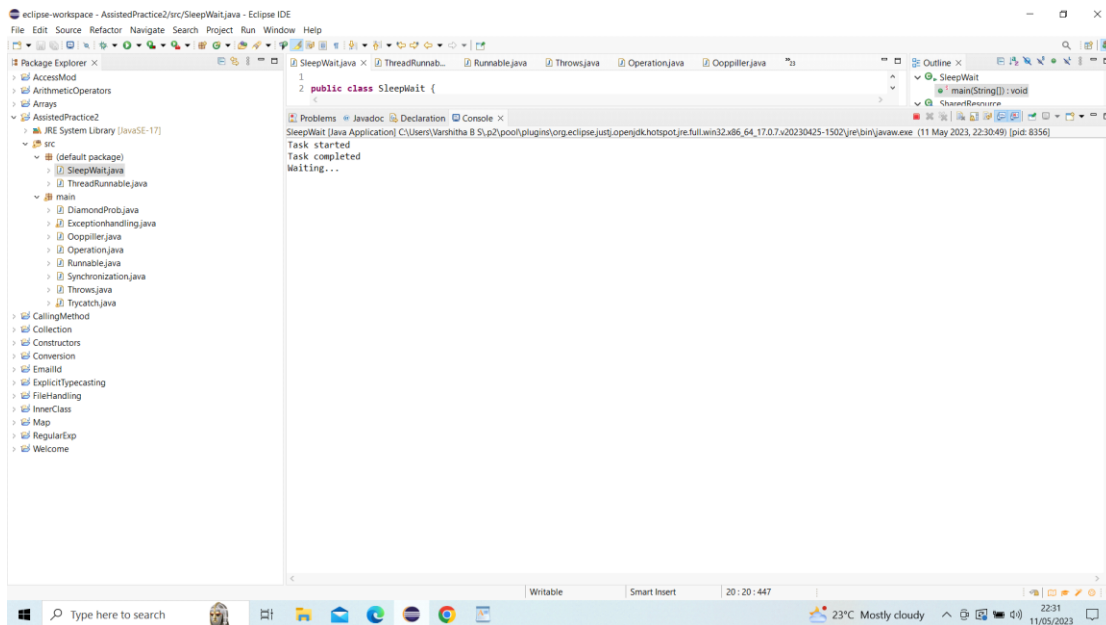 eclipse-workspace - AssistedPractice2/src/SleepWait.java - Eclipse IDE
File Edit Source Refactor Navigate Search Project Run Window Help
Package Explorer
AccessMod
ArithmeticOperators
Arrays
AssistedPractice2
JRE System Library [JavaSE-17]
src
(default package)
SleepWait.java
ThreadRunnable.java
main
DiamondProb.java
Exceptionhandling.java
Ooppiller.java
Operation.java
Runnable.java
Synchronization.java
Throws.java
Trycatch.java
CallingMethod
Collection
Constructors
Conversion
EmailId
ExplicitTypecasting
FileHandling
InnerClass
Map
RegularExp
Welcome
SleepWait.java ThreadRunnab... Runnable.java Throws.java Operation.java Ooppiller.java »23
1
2 public class SleepWait {
Problems Javadoc Declaration Console
SleepWait [Java Application] C:\Users\Varshitha B S\.p2\pool\plugins\org.eclipse.justj.openjdk.hotspot.jre.full.win32.x86_64_17.0.7.v20230425-1502\jre\bin\javaw.exe (11 May 2023, 22:30:49) [pid: 8356]
Task started
Task completed
Waiting...
Outline
SleepWait
main(String[]) : void
SharedResource
Writable Smart Insert 20 : 20 : 447
Type here to search
23°C Mostly cloudy
22:31
11/05/2023